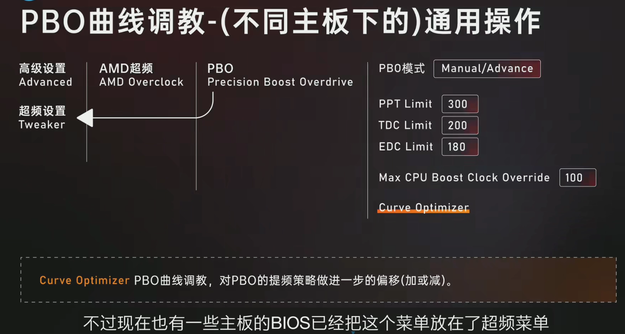 PBO曲线调教-(不同主板下的)通用操作
高级设置
Advanced
超频设置
Tweaker
AMD超频
AMD Overclock
PBO
Precision Boost Overdrive
PBO模式 Manual/Advance
PPT Limit 300
TDC Limit 200
EDC Limit 180
Max CPU Boost Clock Override 100
Curve Optimizer
Curve Optimizer PBO曲线调教，对PBO的提频策略做进一步的偏移(加或减)。
不过现在也有一些主板的BIOS已经把这个菜单放在了超频菜单